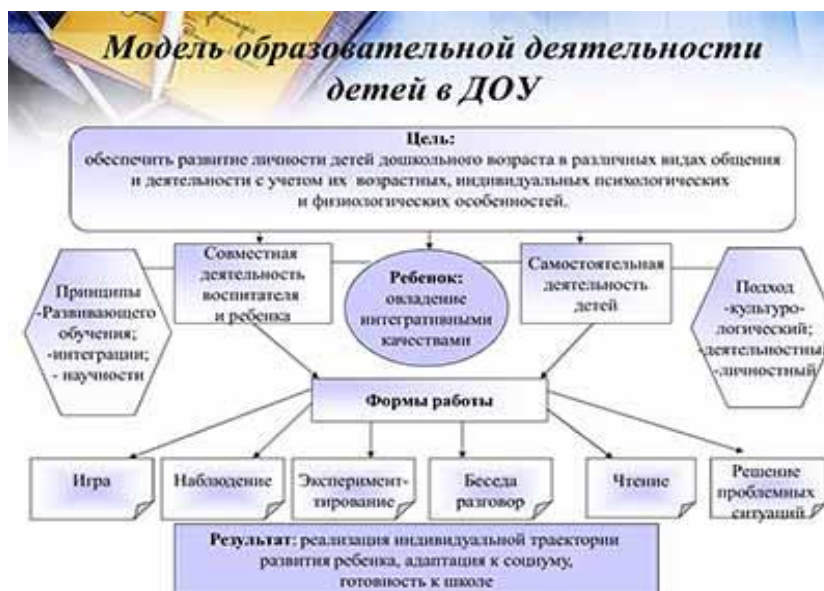 Модель образовательной деятельности
детей в ДОУ
Цель:
обеспечить развитие личности детей дошкольного возраста в различных видах общения
и деятельности с учетом их возрастных, индивидуальных психологических
и физиологических особенностей.
Принципы
-Развивающего
обучения;
-интеграции;
- научности
Совместная
деятельность
воспитателя
и ребенка
Ребенок:
овладение
интегративными
качествами
Самостоятельная
деятельность
детей
Подход
-культуро-
логический;
-деятельностны
-личностный
Формы работы
Игра
Наблюдение
Эксперимент-
тирование
Беседа
разговор
Чтение
Решение
проблемных
ситуаций
Результат: реализация индивидуальной траектории
развития ребенка, адаптация к социуму,
готовность к школе